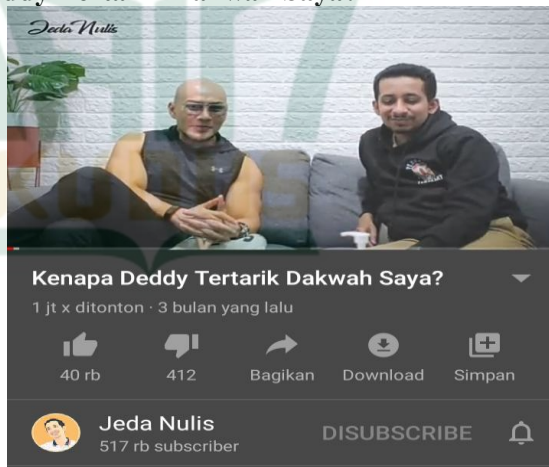 Jeda Nulis
Kenapa Deddy Tertarik Dakwah Saya?
1 jt x ditonton · 3 bulan yang lalu
40 rb
412
Bagikan
Download
Simpan
Jeda Nulis
517 rb subscriber
DISUBSCRIBE